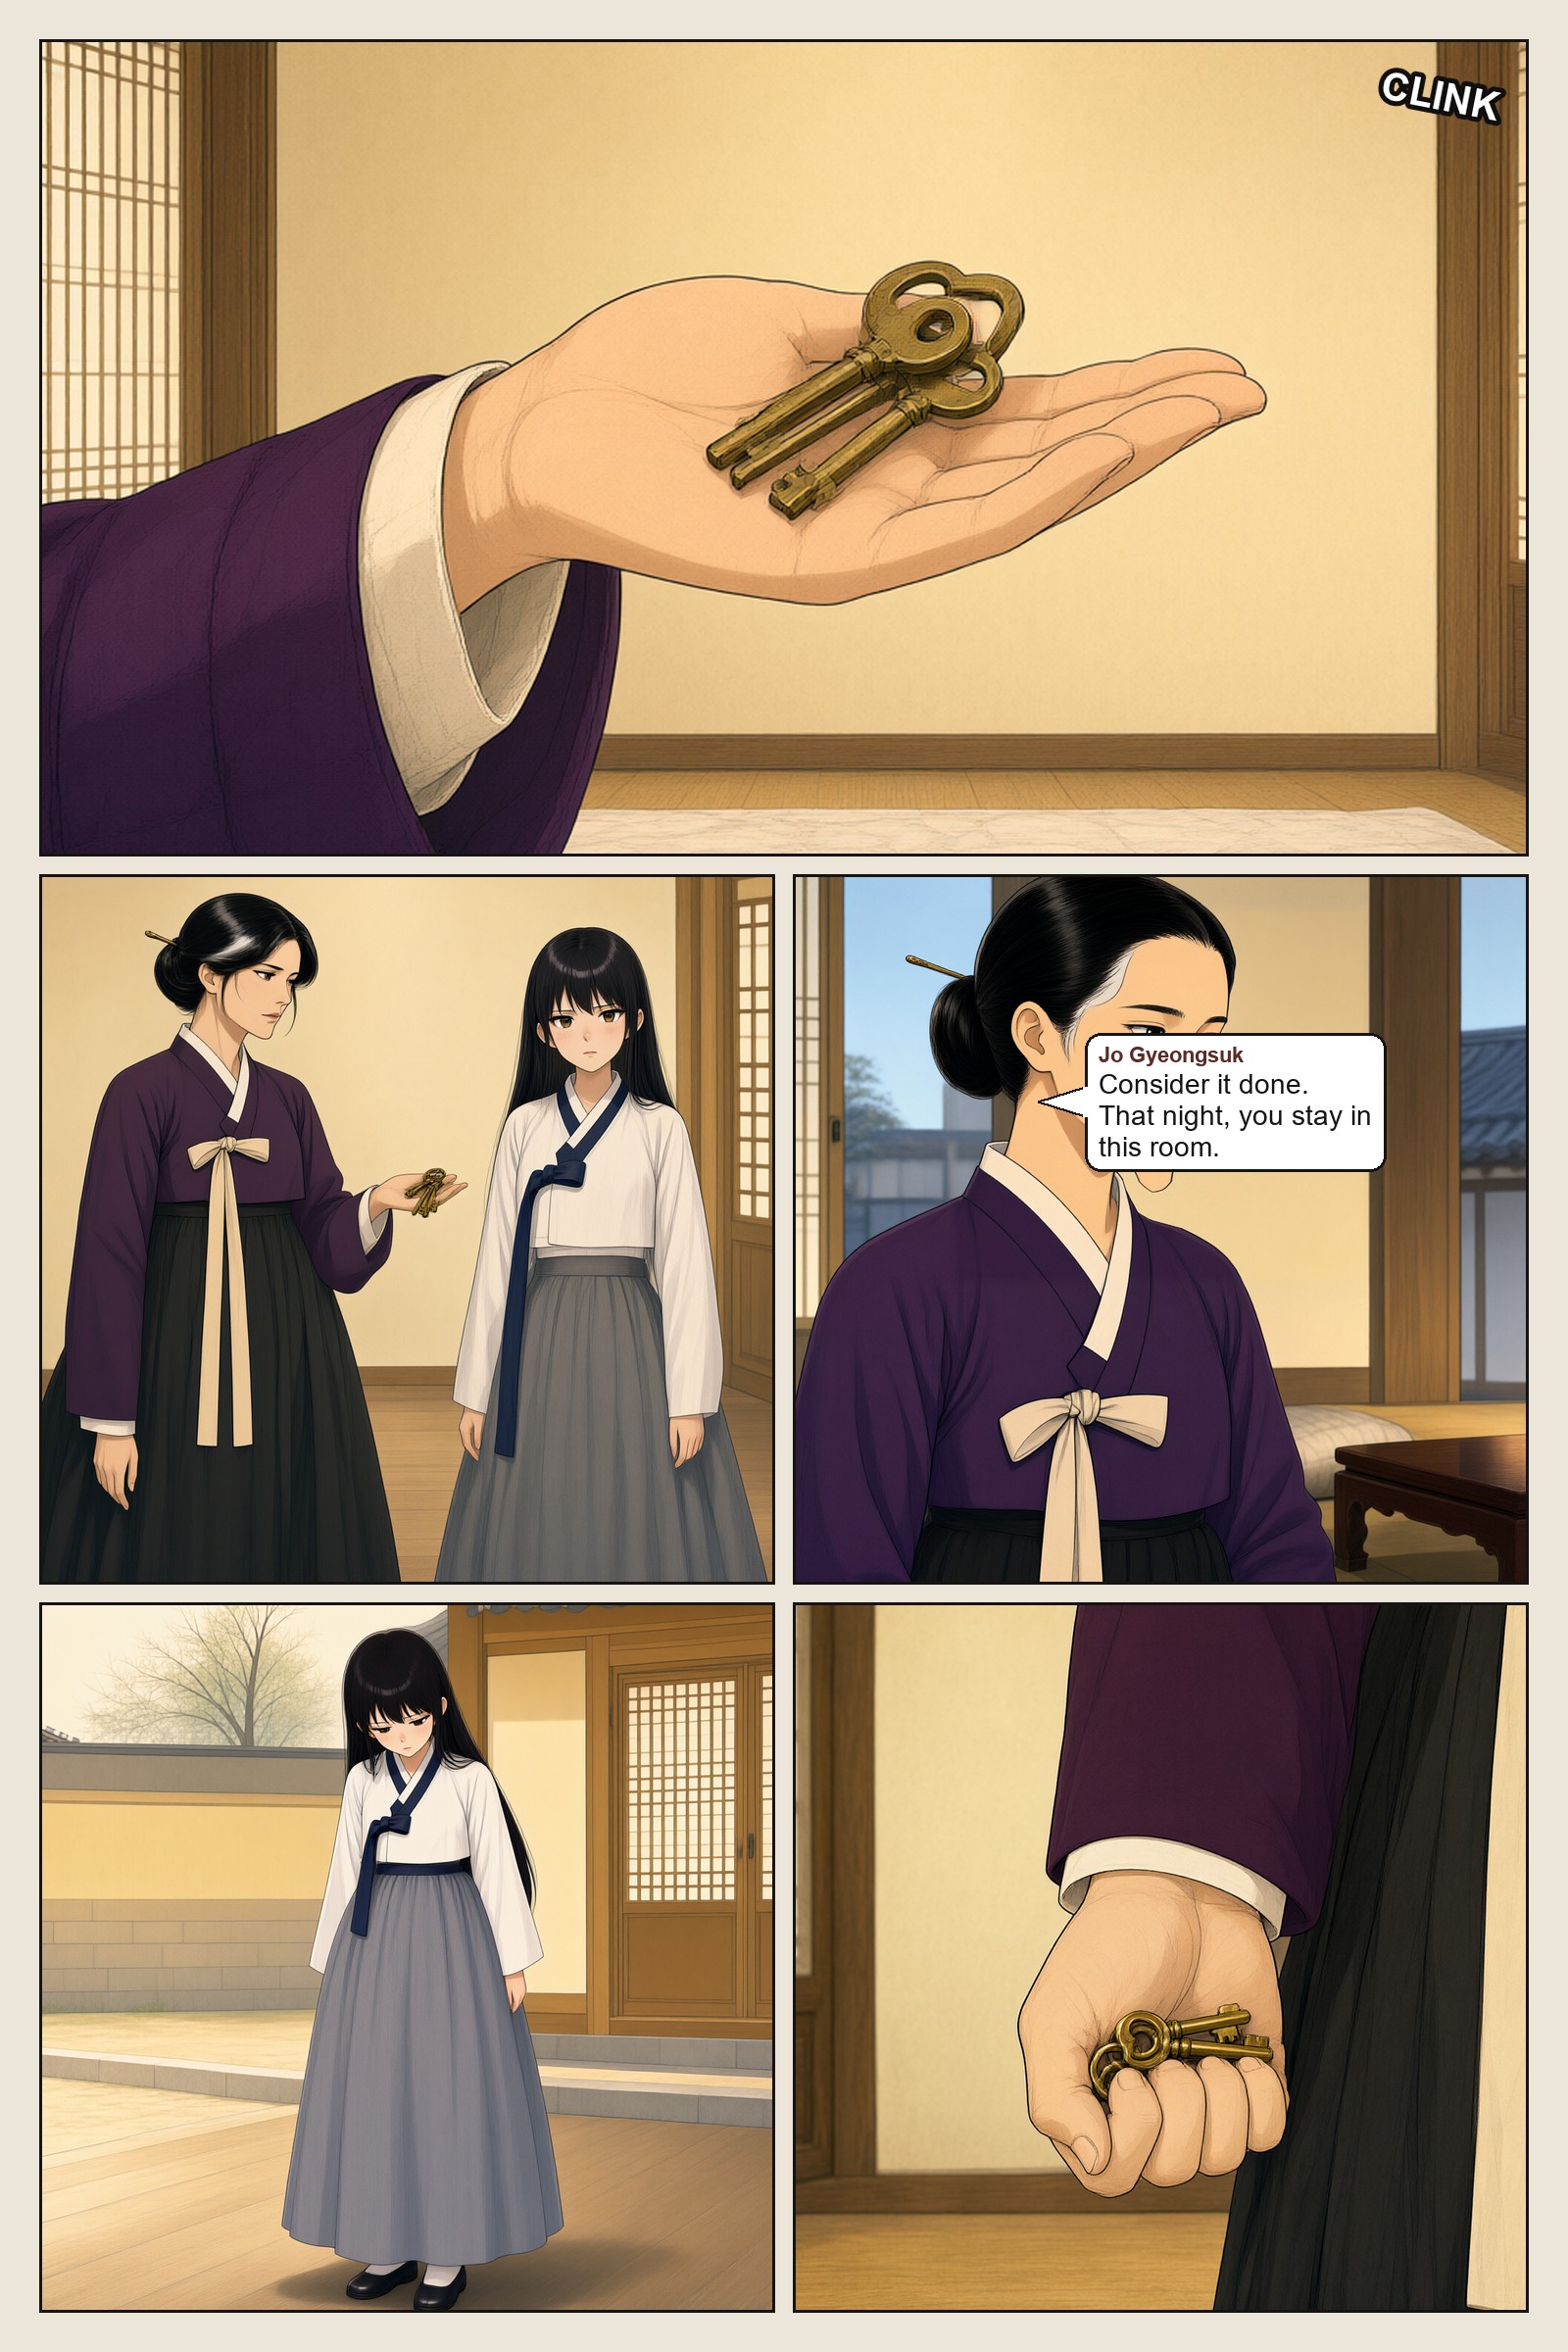 CLINK
Jo Gyeongsuk
Consider it done.
That night, you stay in
this room.